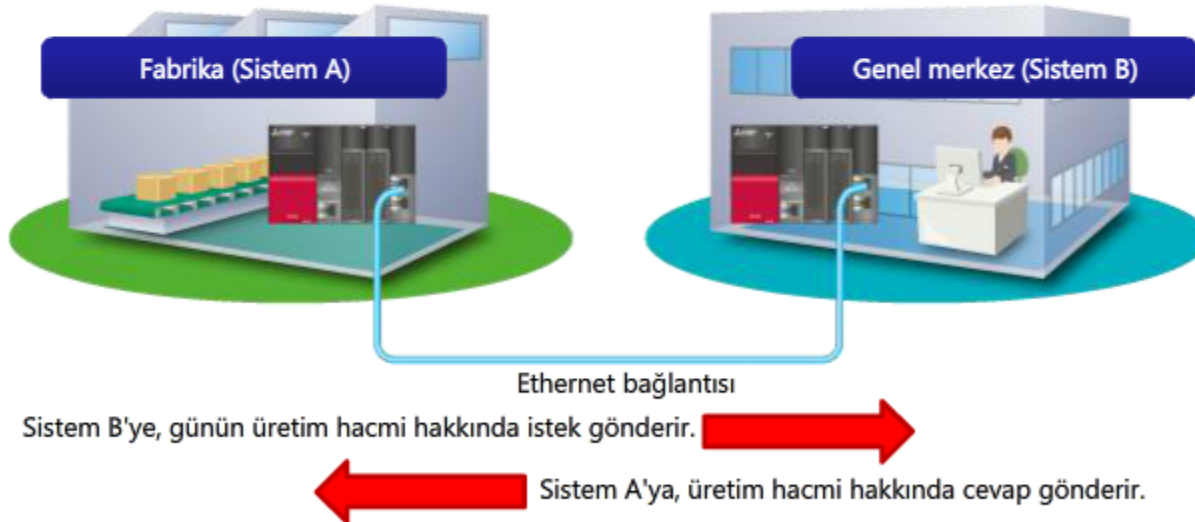 Fabrika (Sistem A)
Genel merkez (Sistem B)
Ethernet bağlantısı
Sistem B'ye, günün üretim hacmi hakkında istek gönderir.
Sistem A'ya, üretim hacmi hakkında cevap gönderir.